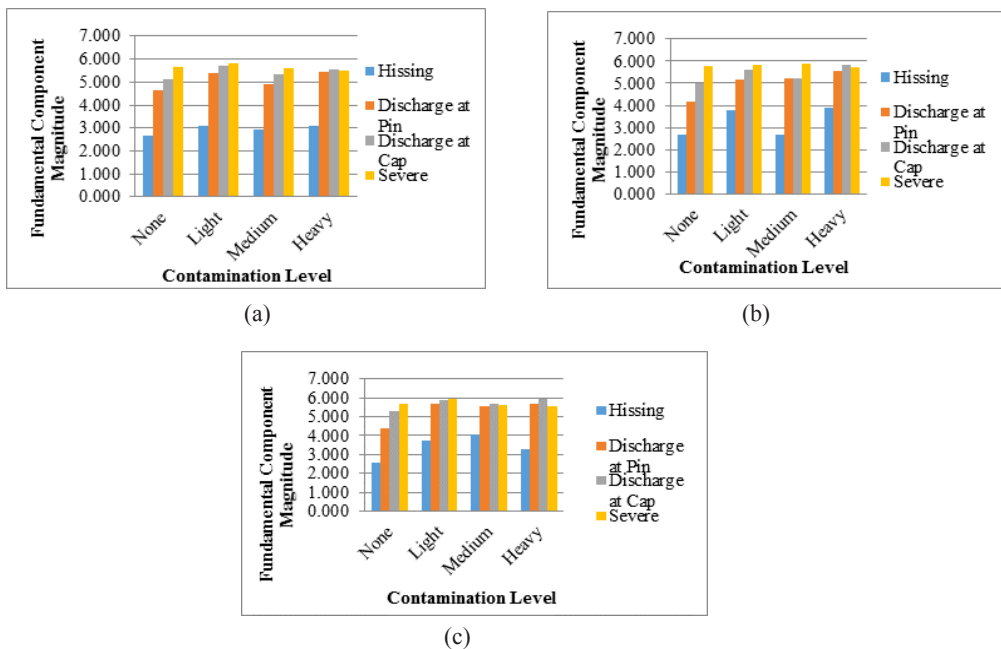 7.000
6.000
5.000
4.000
3.000
2.000
1.000
0.000
Fundamental Component
Magnitude
None
Light
Medium
Heavy
Contamination Level
Hissing
Discharge at
Pin
Discharge at
Cap
Severe
(a)
7.000
6.000
5.000
4.000
3.000
2.000
1.000
0.000
Fundamental Component
Magnitude
None
Light
Medium
Heavy
Contamination Level
Hissing
Discharge at
Pin
Discharge at
Cap
Severe
(b)
7.000
6.000
5.000
4.000
3.000
2.000
1.000
0.000
Fundamental Component
Magnitude
None
Light
Medium
Heavy
Contamination Level
Hissing
Discharge
at Pin
Discharge
at Cap
Severe
(c)